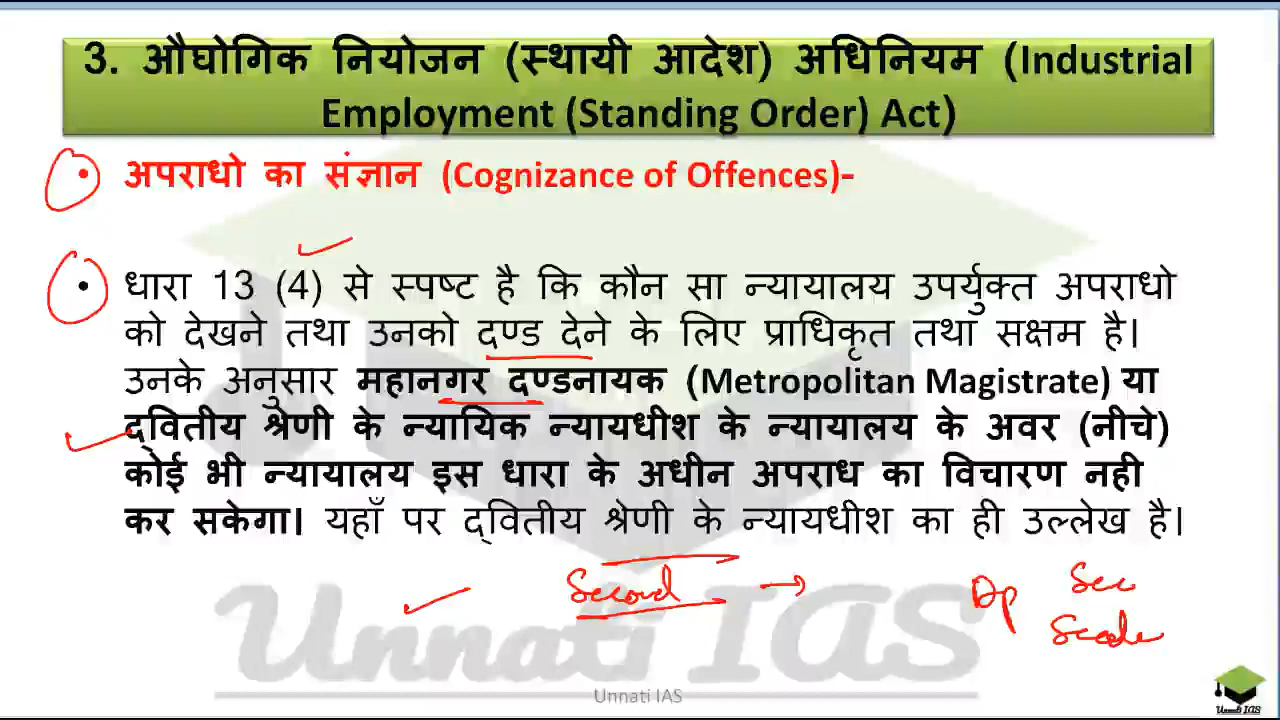 3. औघोगिक नियोजन (स्थायी आदेश) अधिनियम (Industrial
Employment (Standing Order) Act)
• अपराधो का संज्ञान (Cognizance of Offences)-
• धारा 13 (4) से स्पष्ट है कि कौन सा न्यायालय उपर्युक्त अपराधो
को देखने तथा उनको दण्ड देने के लिए प्राधिकृत तथा सक्षम है।
उनके अनुसार महानगर दण्डनायक (Metropolitan Magistrate) या
द्वितीय श्रेणी के न्यायिक न्यायधीश के न्यायालय के अवर (नीचे)
कोई भी न्यायालय इस धारा के अधीन अपराध का विचारण नही
कर सकेगा। यहाँ पर द्वितीय श्रेणी के न्यायधीश का ही उल्लेख है।
Second → Sec
Unnati IAS
Unnati IAS
Unnati IAS